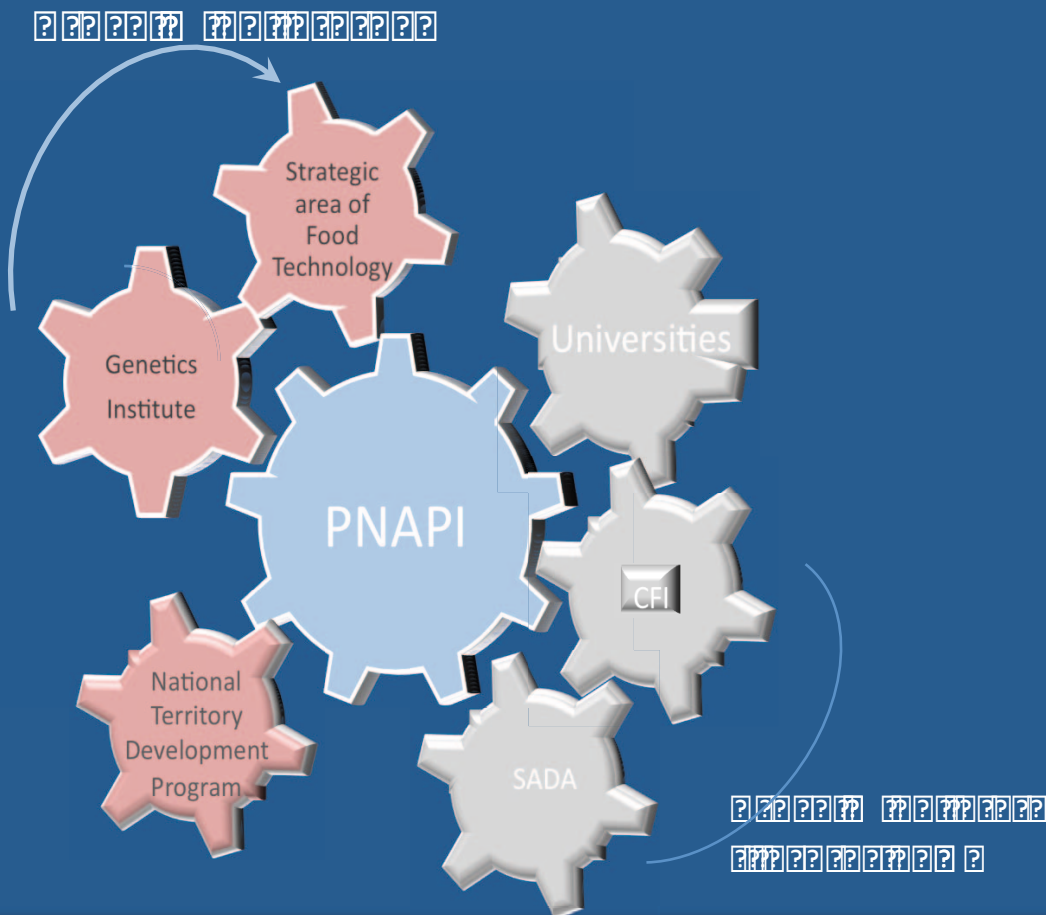 Strategic
area of
Food
Technology
Genetics
Institute
Universities
PNAPI
CFI
National
Territory
Development
Program
SADA